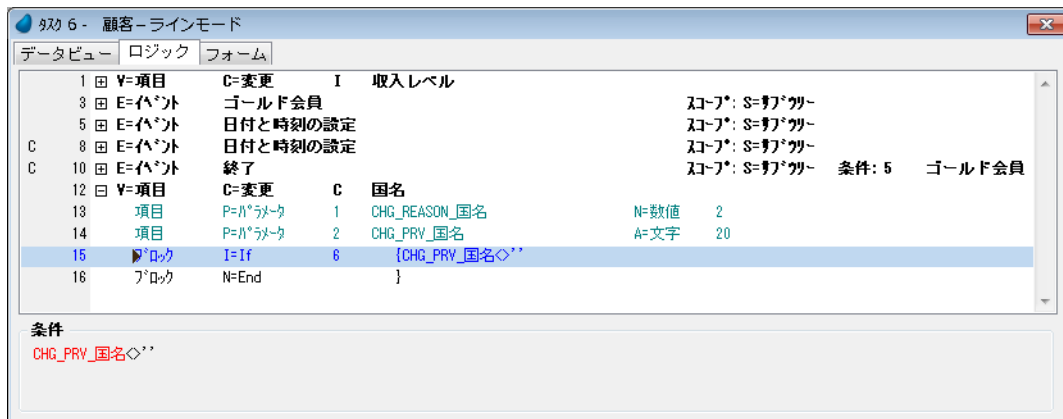 ﾀｽｸ 6 - 顧客－ラインモード
データビュー ロジック フォーム
1 V=項目 C=変更 I 収入レベル
3 E=ｲﾍﾞﾝﾄ ゴールド会員 ｽｺｰﾌﾟ: S=ｻﾌﾞﾂﾘｰ
5 E=ｲﾍﾞﾝﾄ 日付と時刻の設定 ｽｺｰﾌﾟ: S=ｻﾌﾞﾂﾘｰ
C 8 E=ｲﾍﾞﾝﾄ 日付と時刻の設定 ｽｺｰﾌﾟ: S=ｻﾌﾞﾂﾘｰ
C 10 E=ｲﾍﾞﾝﾄ 終了 ｽｺｰﾌﾟ: S=ｻﾌﾞﾂﾘｰ 条件: 5 ゴールド会員
12 V=項目 C=変更 C 国名
13 項目 P=ﾊﾟﾗﾒｰﾀ 1 CHG_REASON_国名 N=数値 2
14 項目 P=ﾊﾟﾗﾒｰﾀ 2 CHG_PRV_国名 A=文字 20
15 ﾌﾞﾛｯｸ I=If 6 {CHG_PRV_国名<>''
16 ﾌﾞﾛｯｸ N=End }
条件
CHG_PRV_国名<>''